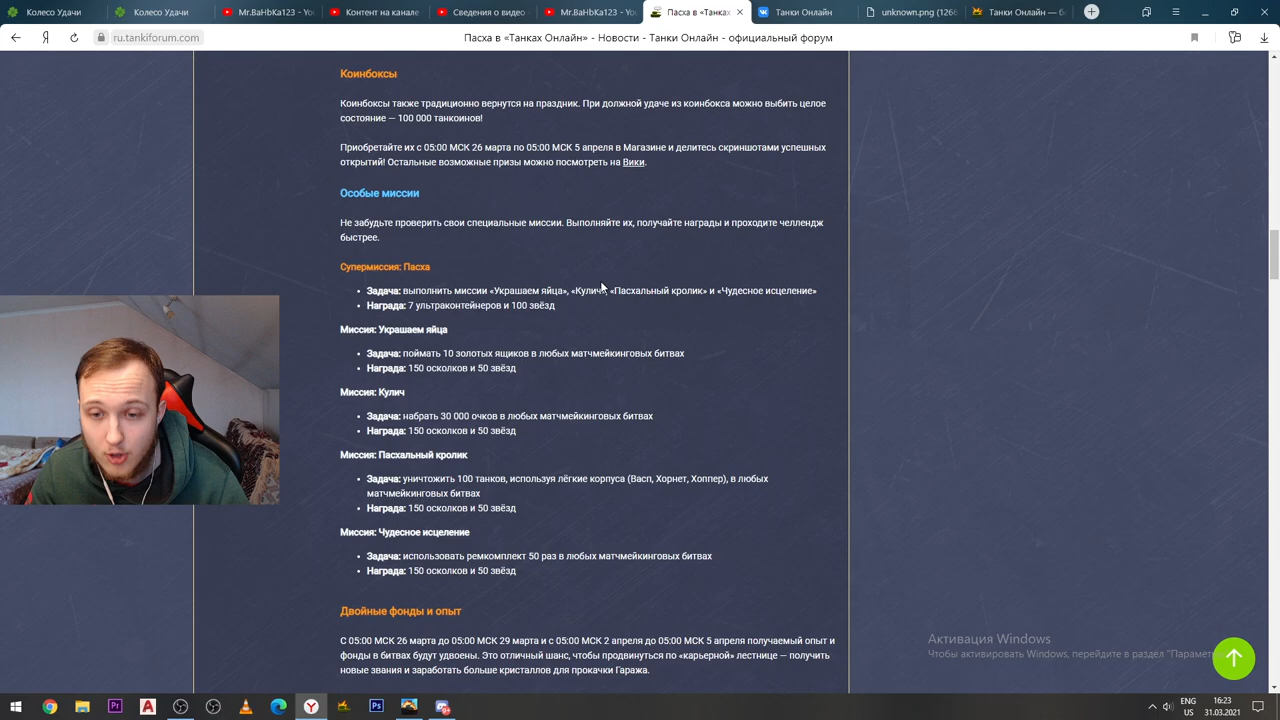 Колесо Удачи
Колесо Удачи
Mr.BaHbKa123 - You
Контент на канале
Сведения о видео
Mr.BaHbKa123 - You
Пасха в «Танках
Танки Онлайн
unknown.png (1266
Танки Онлайн — б
ru.tankiforum.com
Пасха в «Танках Онлайн» - Новости - Танки Онлайн - официальный форум
Коинбоксы
Коинбоксы также традиционно вернутся на праздник. При должной удаче из коинбокса можно выбить целое
состояние — 100 000 танкоинов!
Приобретайте их с 05:00 МСК 26 марта по 05:00 МСК 5 апреля в Магазине и делитесь скриншотами успешных
открытий! Остальные возможные призы можно посмотреть на Вики.
Особые миссии
Не забудьте проверить свои специальные миссии. Выполняйте их, получайте награды и проходите челлендж
быстрее.
Супермиссия: Пасха
• Задача: выполнить миссии «Украшаем яйца», «Кулич», «Пасхальный кролик» и «Чудесное исцеление»
• Награда: 7 ультраконтейнеров и 100 звёзд
Миссия: Украшаем яйца
• Задача: поймать 10 золотых ящиков в любых матчмейкинговых битвах
• Награда: 150 осколков и 50 звёзд
Миссия: Кулич
• Задача: набрать 30 000 очков в любых матчмейкинговых битвах
• Награда: 150 осколков и 50 звёзд
Миссия: Пасхальный кролик
• Задача: уничтожить 100 танков, используя лёгкие корпуса (Васп, Хорнет, Хоппер), в любых
матчмейкинговых битвах
• Награда: 150 осколков и 50 звёзд
Миссия: Чудесное исцеление
• Задача: использовать ремкомплект 50 раз в любых матчмейкинговых битвах
• Награда: 150 осколков и 50 звёзд
Двойные фонды и опыт
С 05:00 МСК 26 марта до 05:00 МСК 29 марта и с 05:00 МСК 2 апреля до 05:00 МСК 5 апреля получаемый опыт и
фонды в битвах будут удвоены. Это отличный шанс, чтобы продвинуться по «карьерной» лестнице — получить
новые звания и заработать больше кристаллов для прокачки Гаража.
Активация Windows
Чтобы активировать Windows, перейдите в раздел "Парамет
ENG
US
16:23
31.03.2021